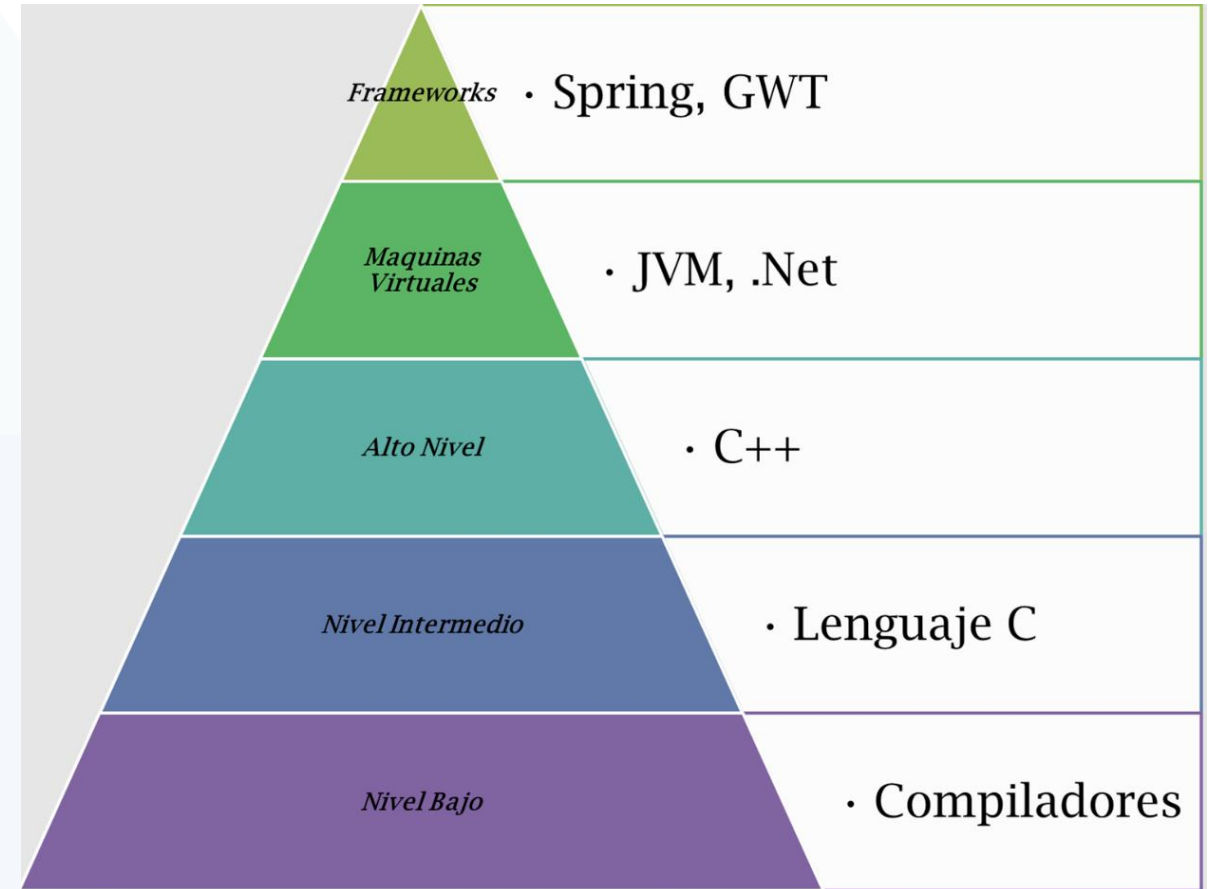 Frameworks
· Spring, GWT
Maquinas
Virtuales
· JVM, .Net
Alto Nivel
· C++
Nivel Intermedio
· Lenguaje C
Nivel Bajo
· Compiladores